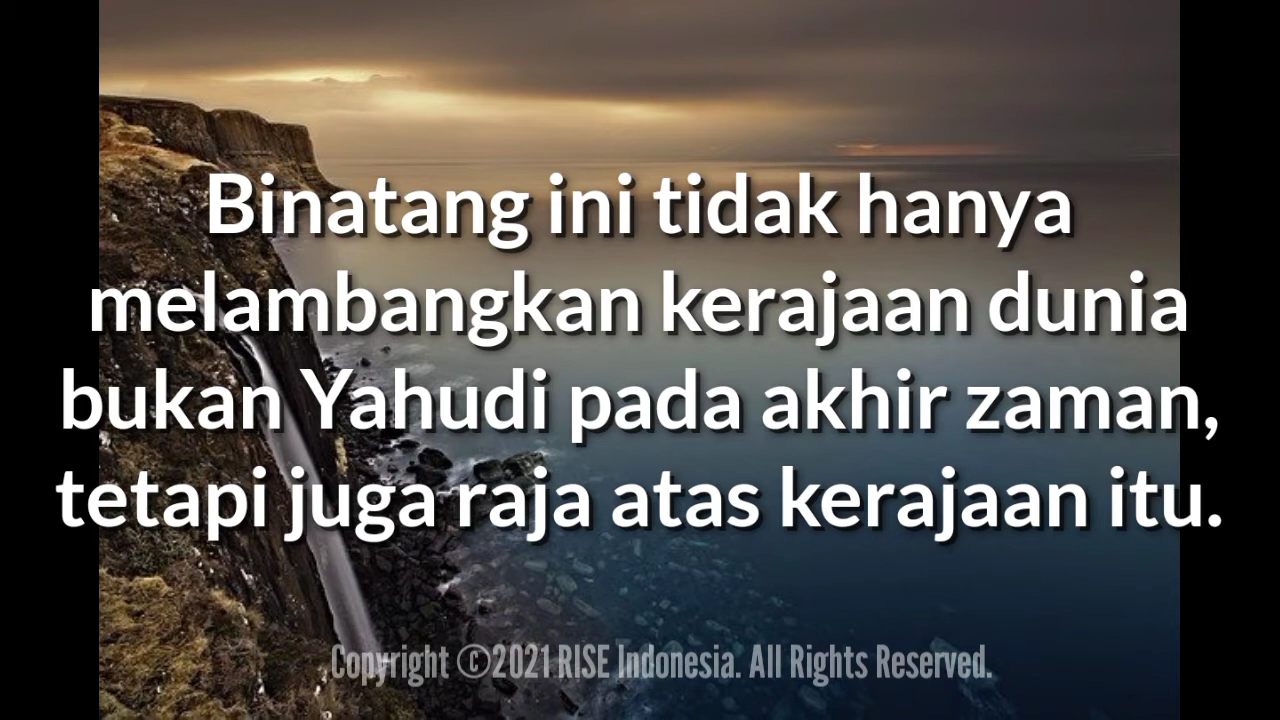 Binatang ini tidak hanya
melambangkan kerajaan dunia
bukan Yahudi pada akhir zaman,
tetapi juga raja atas kerajaan itu.
Copyright ©2021 RISE Indonesia. All Rights Reserved.